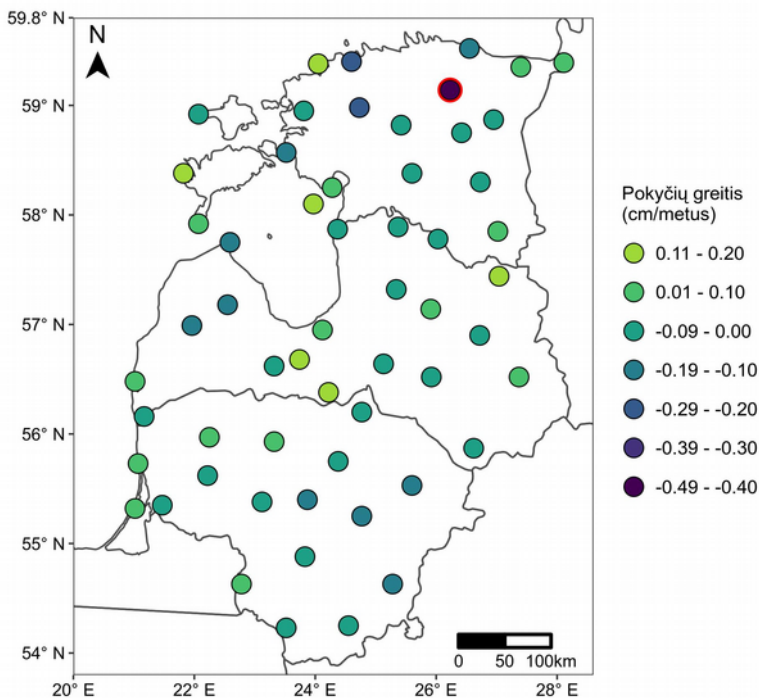 59.8° N
N
59° N
58° N
57° N
56° N
55° N
54° N
20° E
22° E
24° E
26° E
28° E
0 50 100km
Pokyčių greitis
(cm/metus)
0.11 - 0.20
0.01 - 0.10
-0.09 - 0.00
-0.19 - -0.10
-0.29 - -0.20
-0.39 - -0.30
-0.49 - -0.40